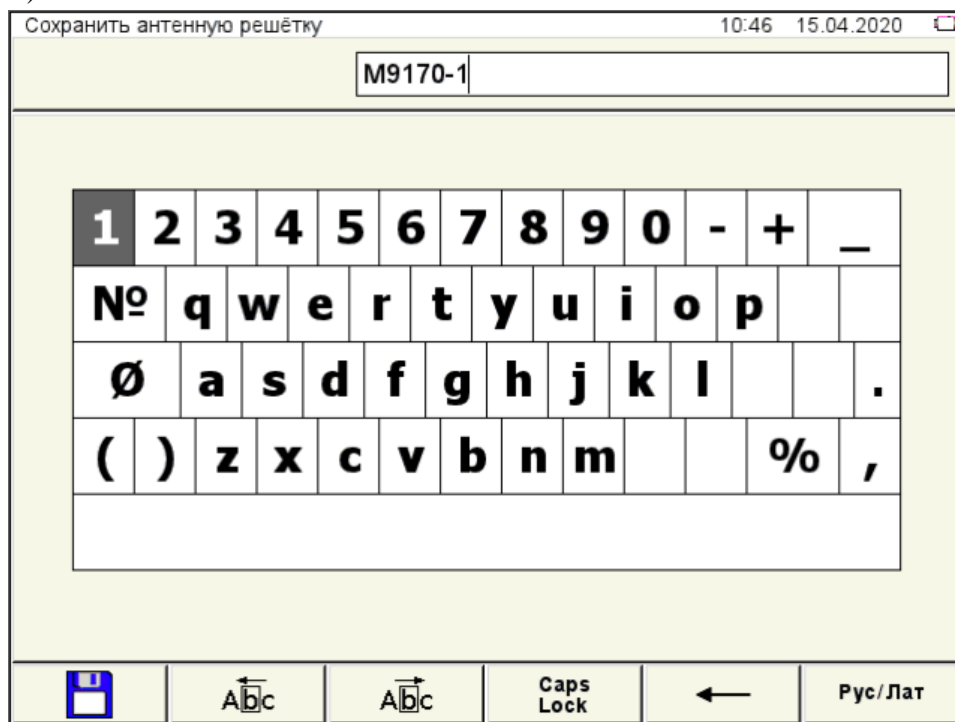 Сохранить антенную решётку 10:46 15.04.2020
M9170-1
1 2 3 4 5 6 7 8 9 0 - + _
№ q w e r t y u i o p
Ø a s d f g h j k l .
( ) z x c v b n m % ,
Abc Abc Caps Lock ← Рус/Лат